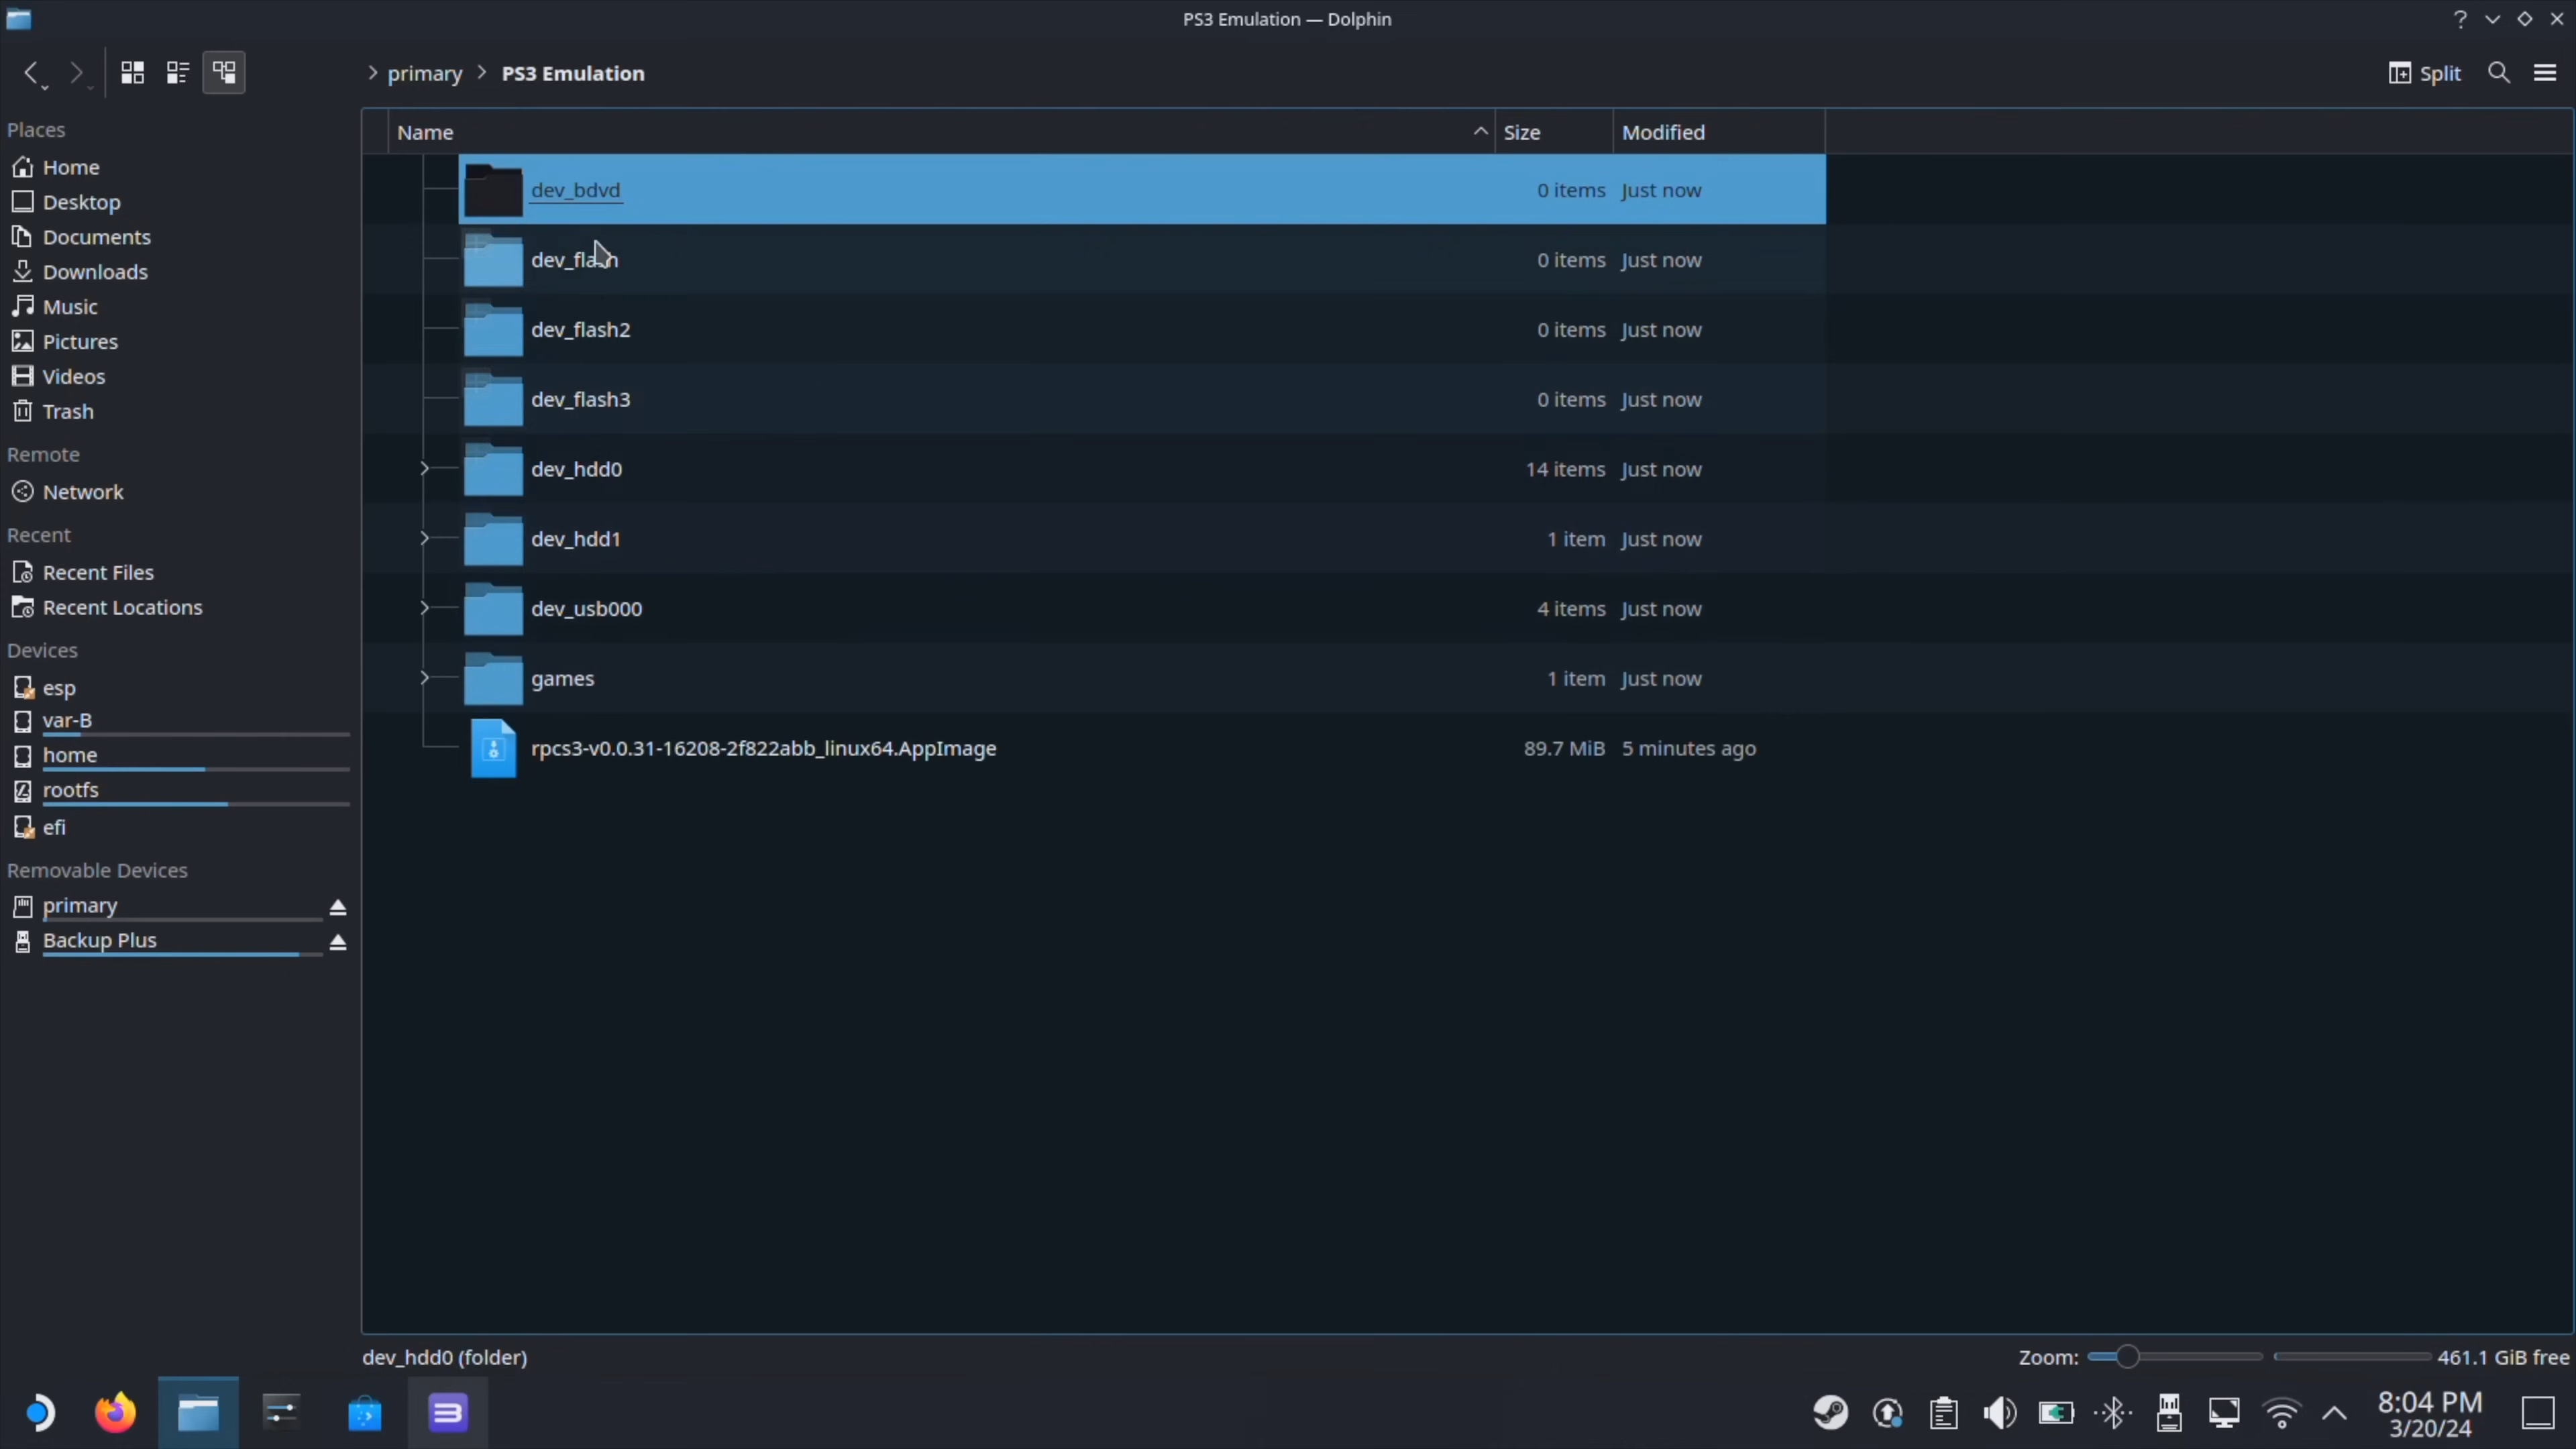 PS3 Emulation — Dolphin
primary
PS3 Emulation
Split
Name
Size
Modified
dev_bdvd
0 items
Just now
dev_flash
0 items
Just now
dev_flash2
0 items
Just now
dev_flash3
0 items
Just now
dev_hdd0
14 items
Just now
dev_hdd1
1 item
Just now
dev_usb000
4 items
Just now
games
1 item
Just now
rpcs3-v0.0.31-16208-2f822abb_linux64.AppImage
89.7 MiB
5 minutes ago
Places
Home
Desktop
Documents
Downloads
Music
Pictures
Videos
Trash
Remote
Network
Recent
Recent Files
Recent Locations
Devices
esp
var-B
home
rootfs
efi
Removable Devices
primary
Backup Plus
dev_hdd0 (folder)
Zoom:
461.1 GiB free
8:04 PM
3/20/24